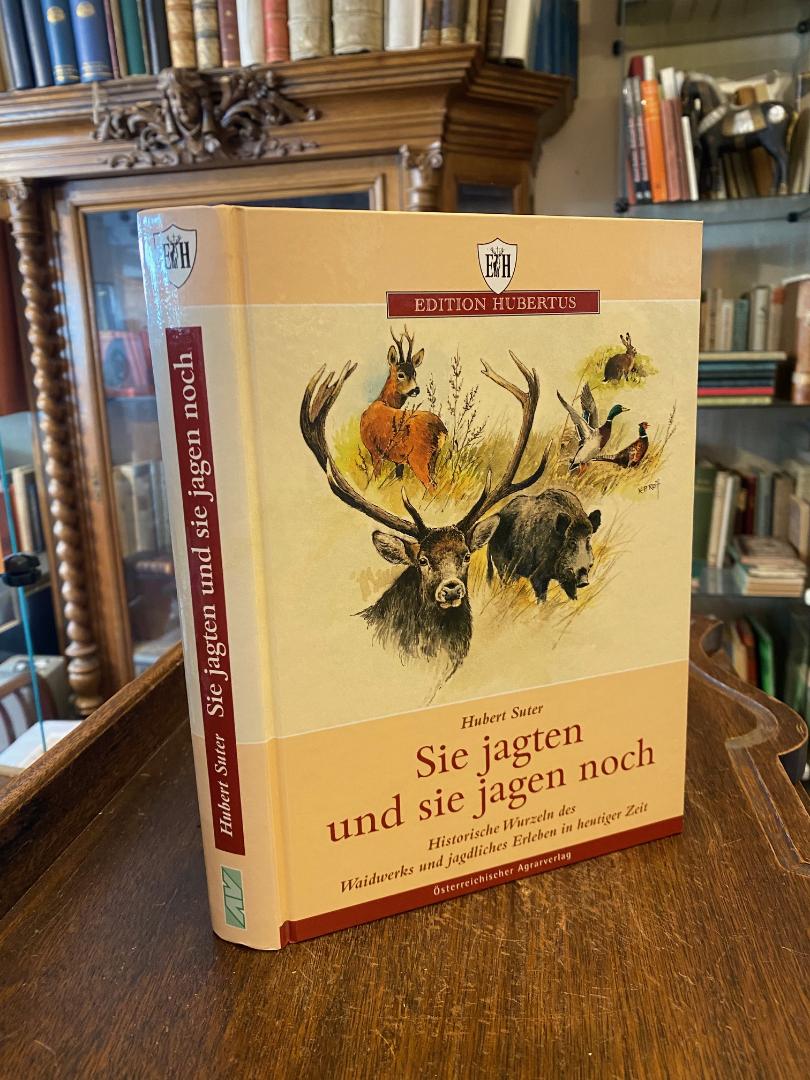 EH
Hubert Suter Sie jagten und sie jagen noch
AV
EH
EDITION HUBERTUS
Hubert Suter
Sie jagten
und sie jagen noch
Historische Wurzeln des
Waidwerks und jagdliches Erleben in heutiger Zeit
Österreichischer Agrarverlag